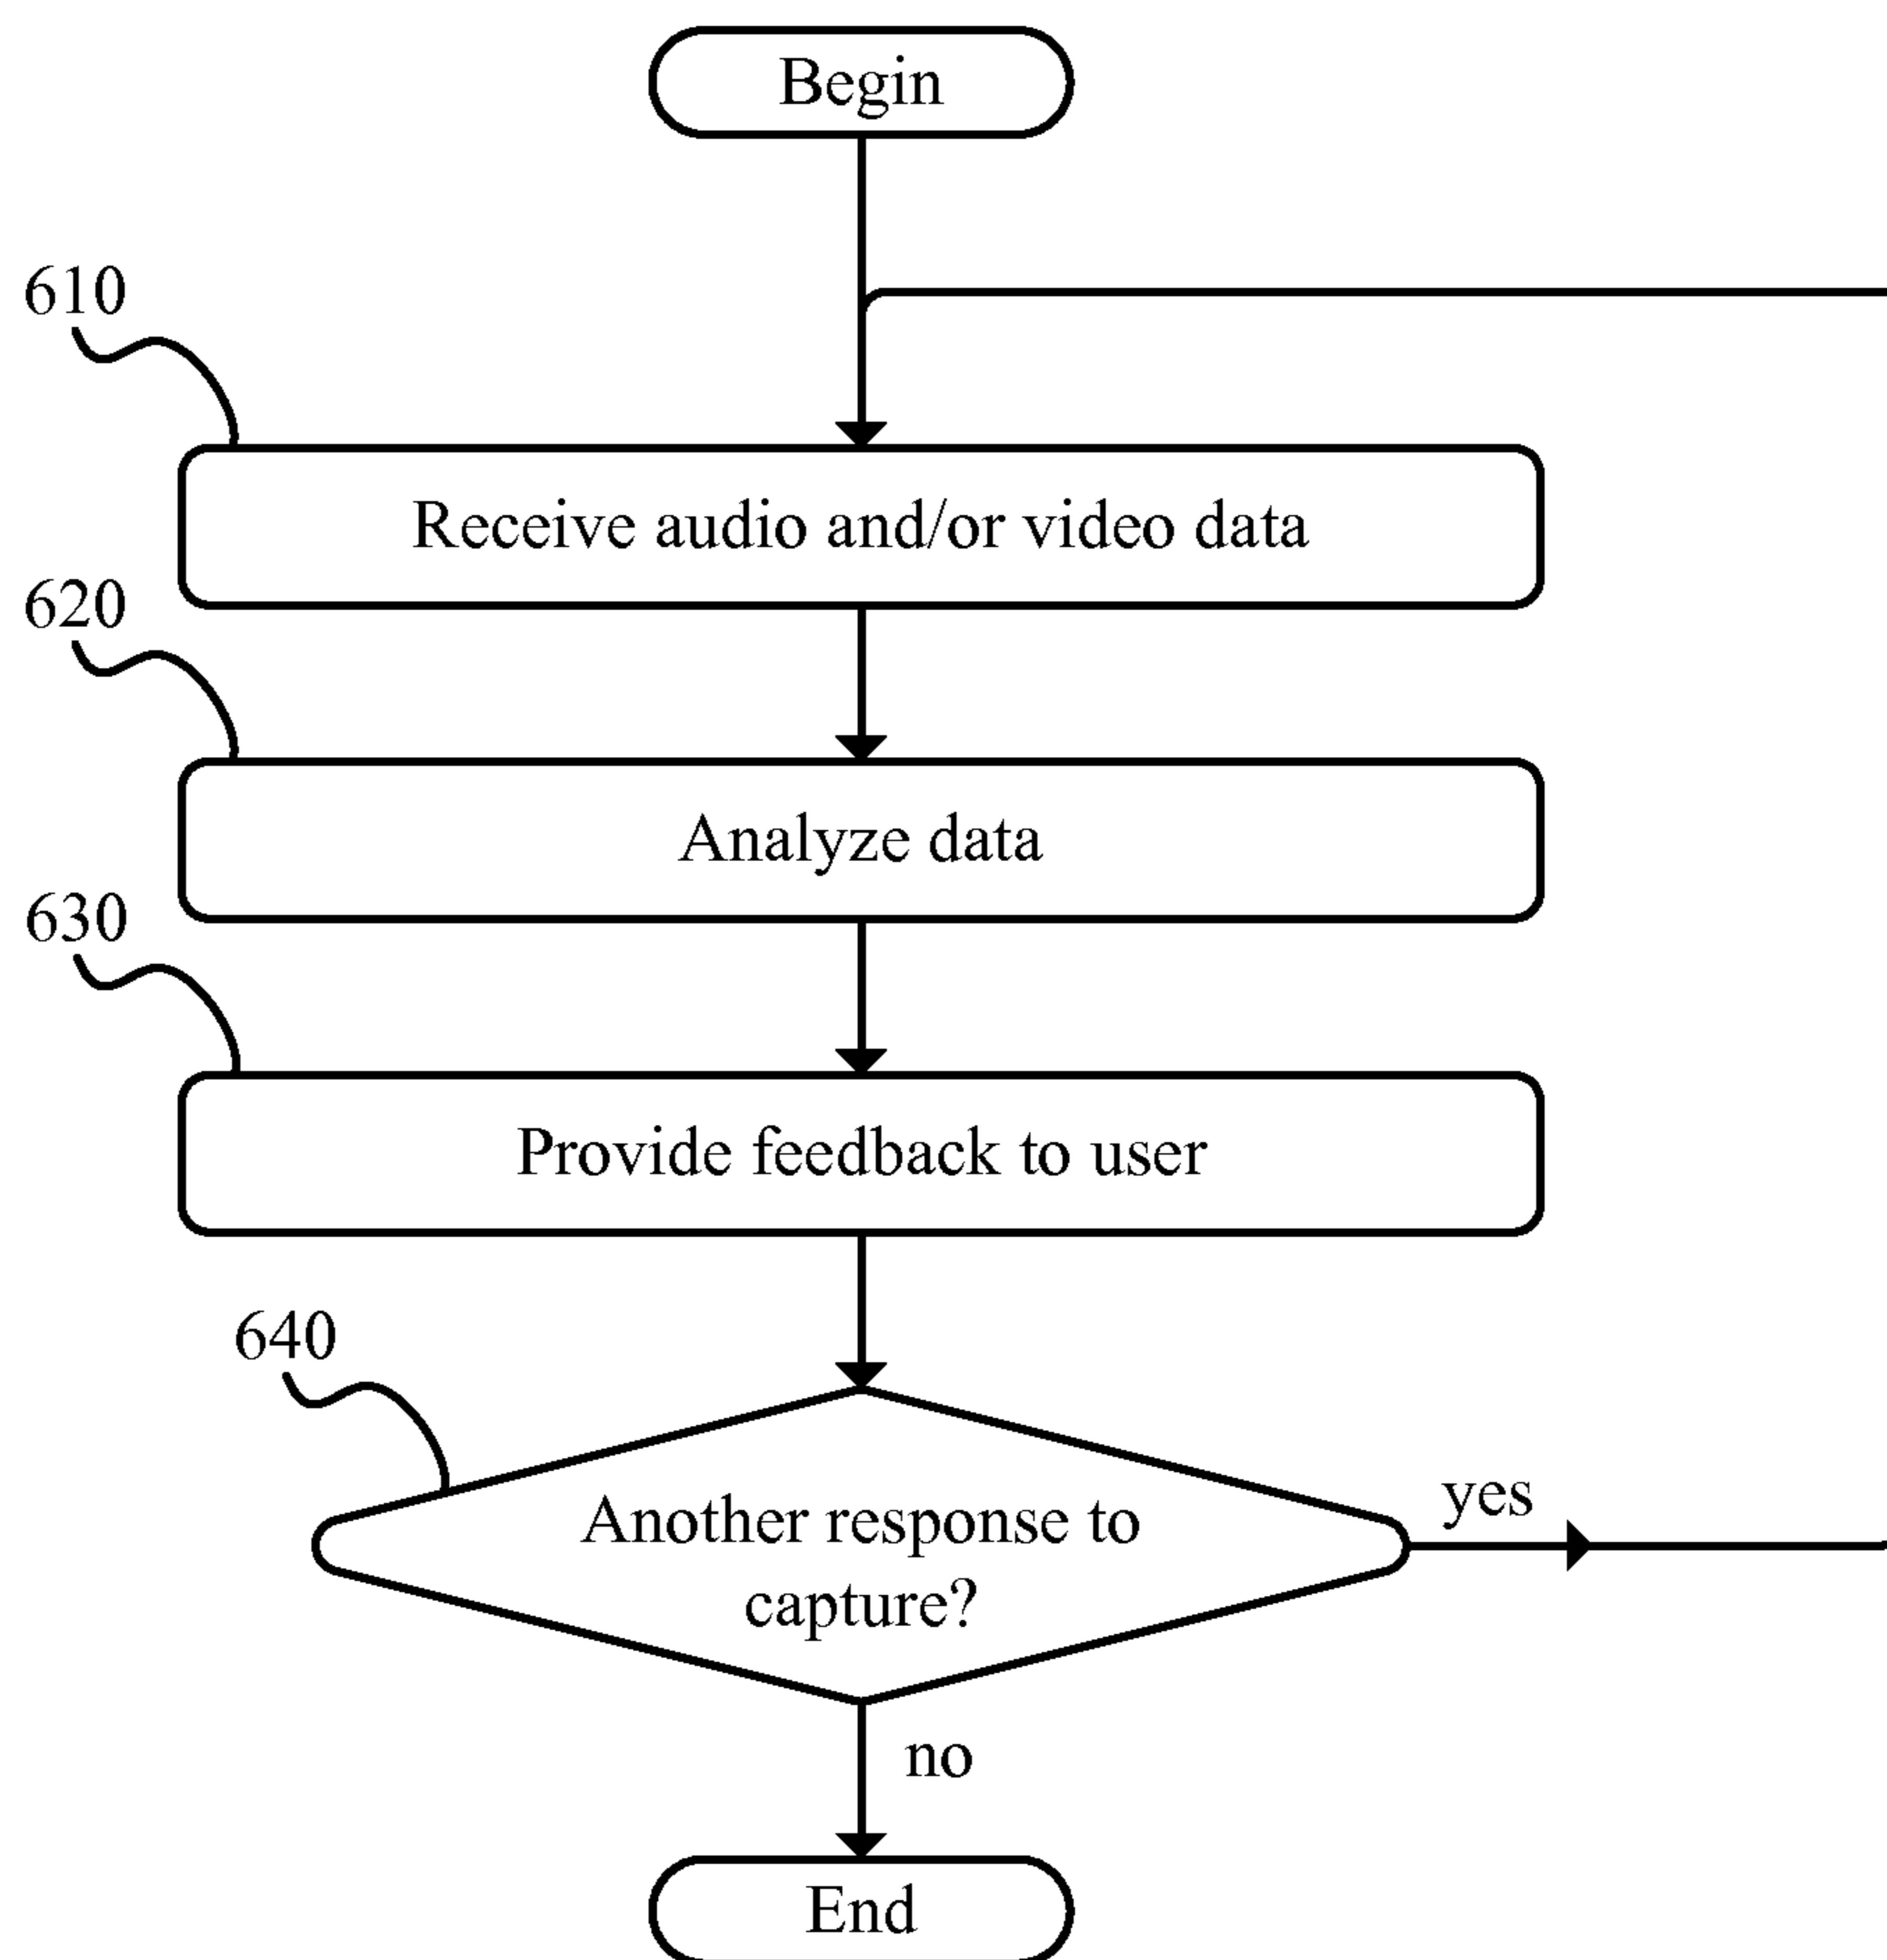 Begin
610
Receive audio and/or video data
620
Analyze data
630
Provide feedback to user
640
Another response to
capture?
yes
no
End